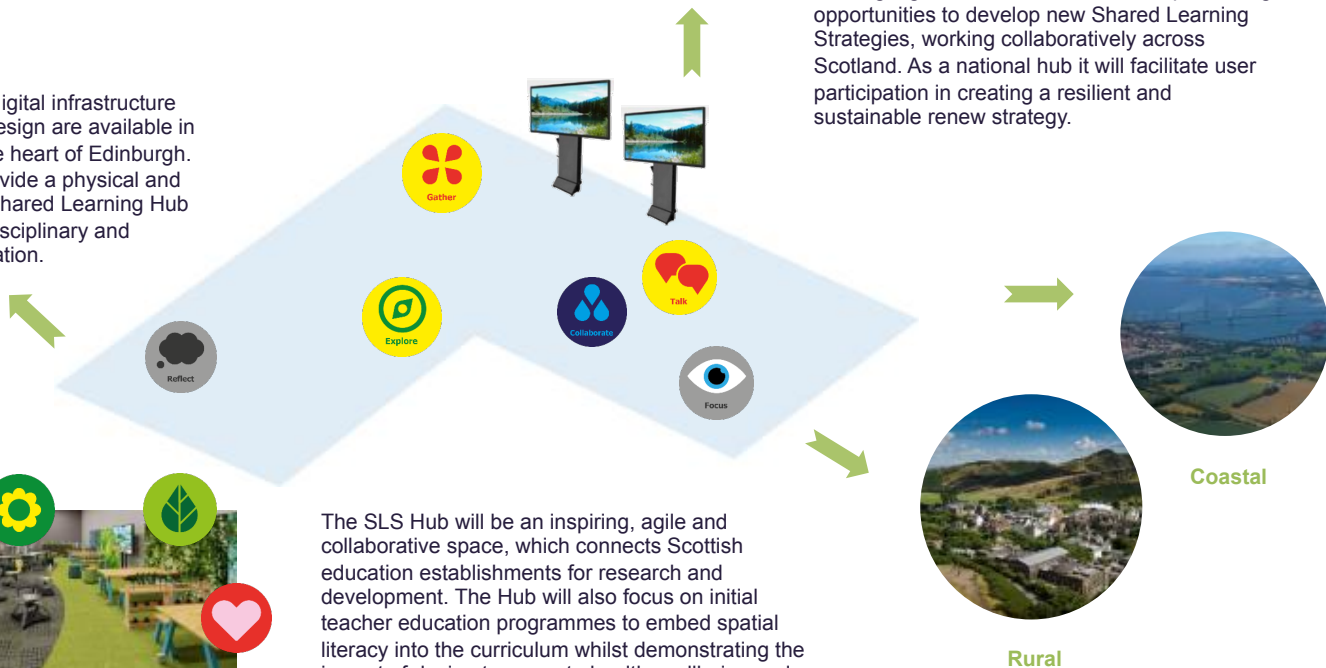 opportunities to develop new Shared Learning
Strategies, working collaboratively across
Scotland. As a national hub it will facilitate user
participation in creating a resilient and
sustainable renew strategy.
igital infrastructure
esign are available in
e heart of Edinburgh.
vide a physical and
hared Learning Hub
sciplinary and
ation.
Gather
Talk
Explore
Collaborate
Reflect
Focus
Coastal
Rural
The SLS Hub will be an inspiring, agile and
collaborative space, which connects Scottish
education establishments for research and
development. The Hub will also focus on initial
teacher education programmes to embed spatial
literacy into the curriculum whilst demonstrating the